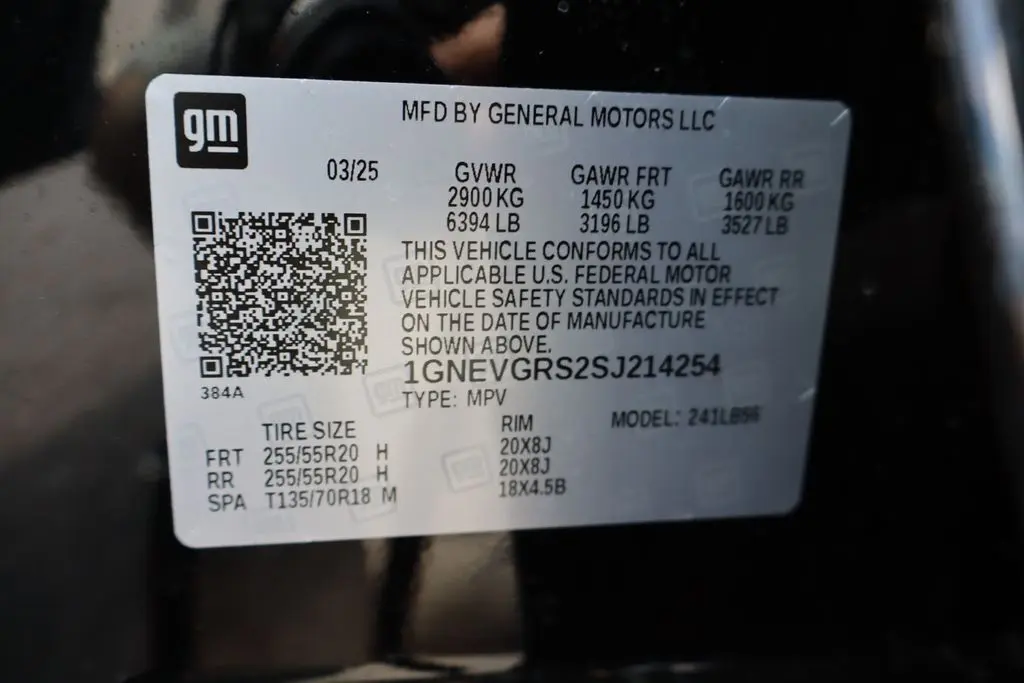 gm
MFD BY GENERAL MOTORS LLC
03/25 GVWR GAWR FRT GAWR RR
2900 KG 1450 KG 1600 KG
6394 LB 3196 LB 3527 LB
THIS VEHICLE CONFORMS TO ALL
APPLICABLE U.S. FEDERAL MOTOR
VEHICLE SAFETY STANDARDS IN EFFECT
ON THE DATE OF MANUFACTURE
SHOWN ABOVE.
1GNEVGRS2SJ214254
384A
TYPE: MPV
TIRE SIZE RIM MODEL:
FRT 255/55R20 H 20X8J
RR 255/55R20 H 20X8J
SPA T135/70R18 M 18X4.5B